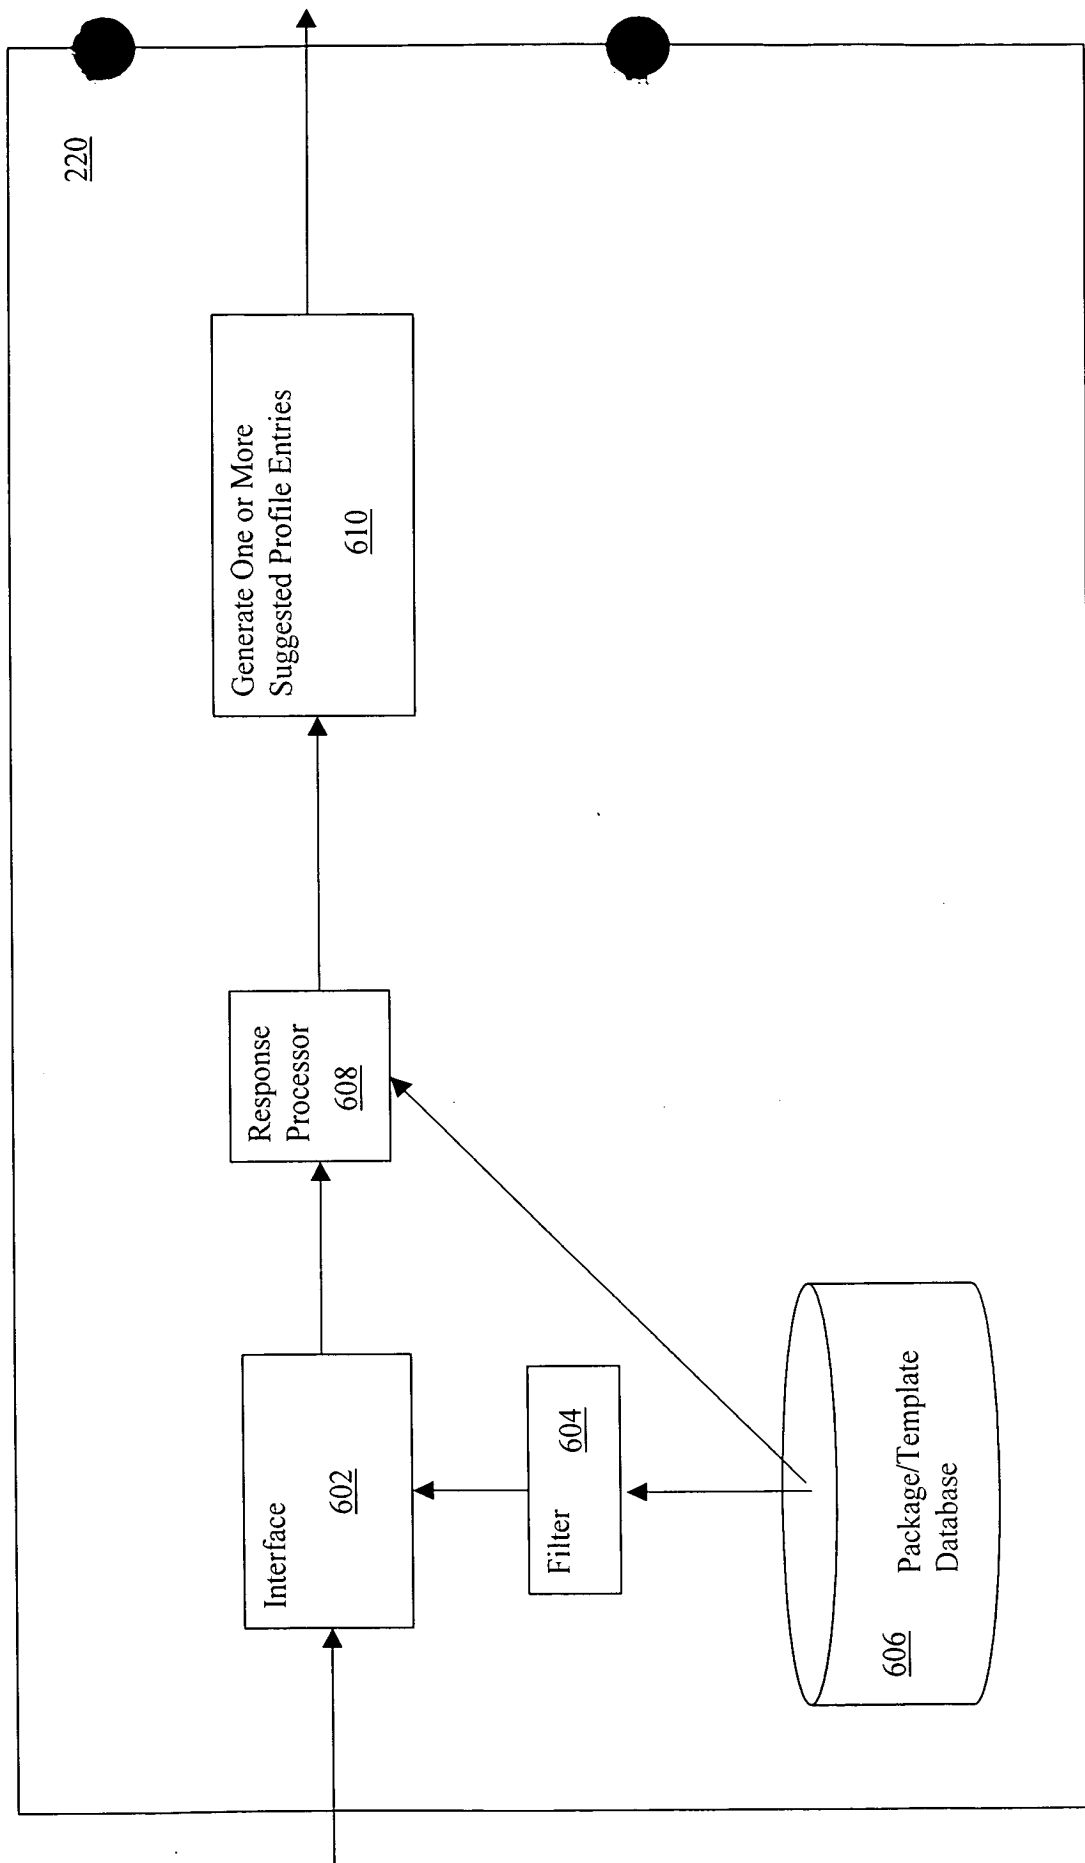 220
Interface
602
Response
Processor
608
Generate One or More
Suggested Profile Entries
610
Filter
604
606
Package/Template
Database